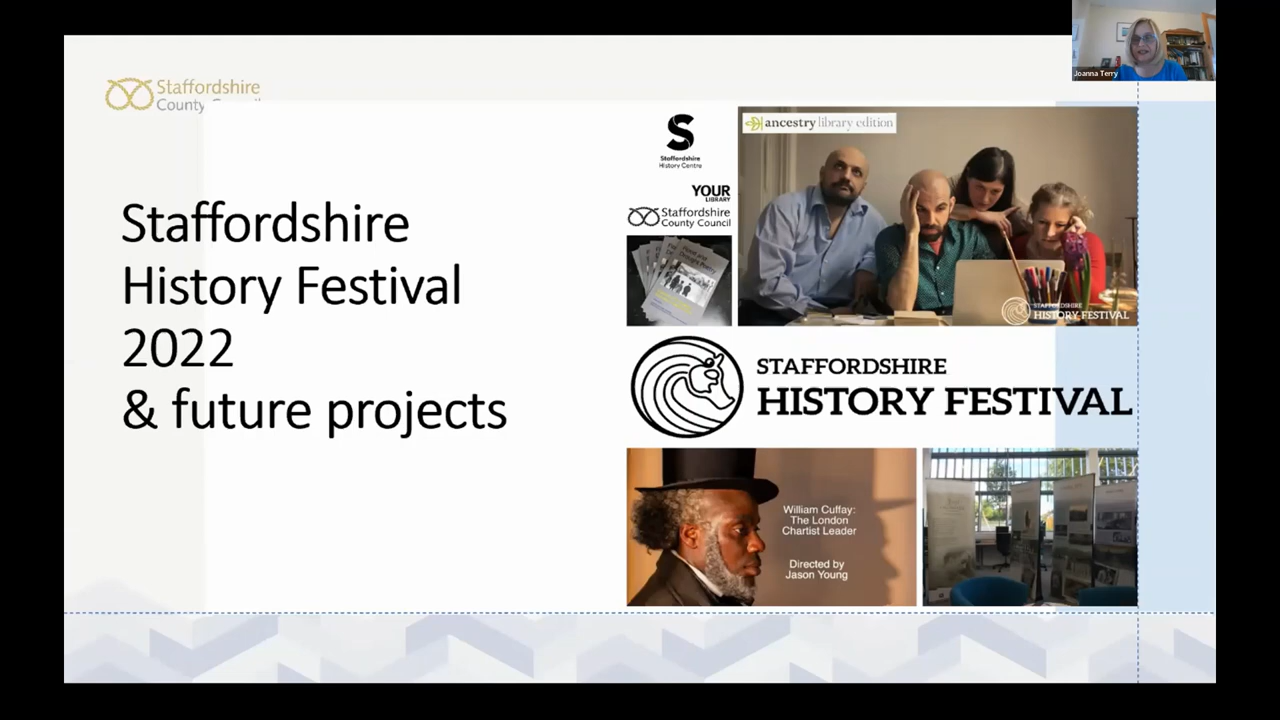 Joanna Terry
Staffordshire
County Council
Staffordshire
History Festival
2022
& future projects
S
Staffordshire
History Centre
YOUR
LIBRARY
Staffordshire
County Council
ancestry library edition
STAFFORDSHIRE
HISTORY FESTIVAL
STAFFORDSHIRE
HISTORY FESTIVAL
William Cuffay:
The London
Chartist Leader
Directed by
Jason Young